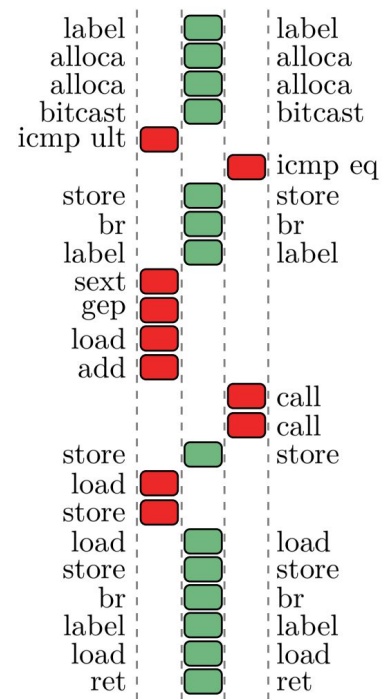 label label
alloca alloca
alloca alloca
bitcast bitcast
icmp ult
icmp eq
store store
br br
label label
sext
gep
load
add
call
call
store store
load
store
load load
store store
br br
label label
load load
ret ret